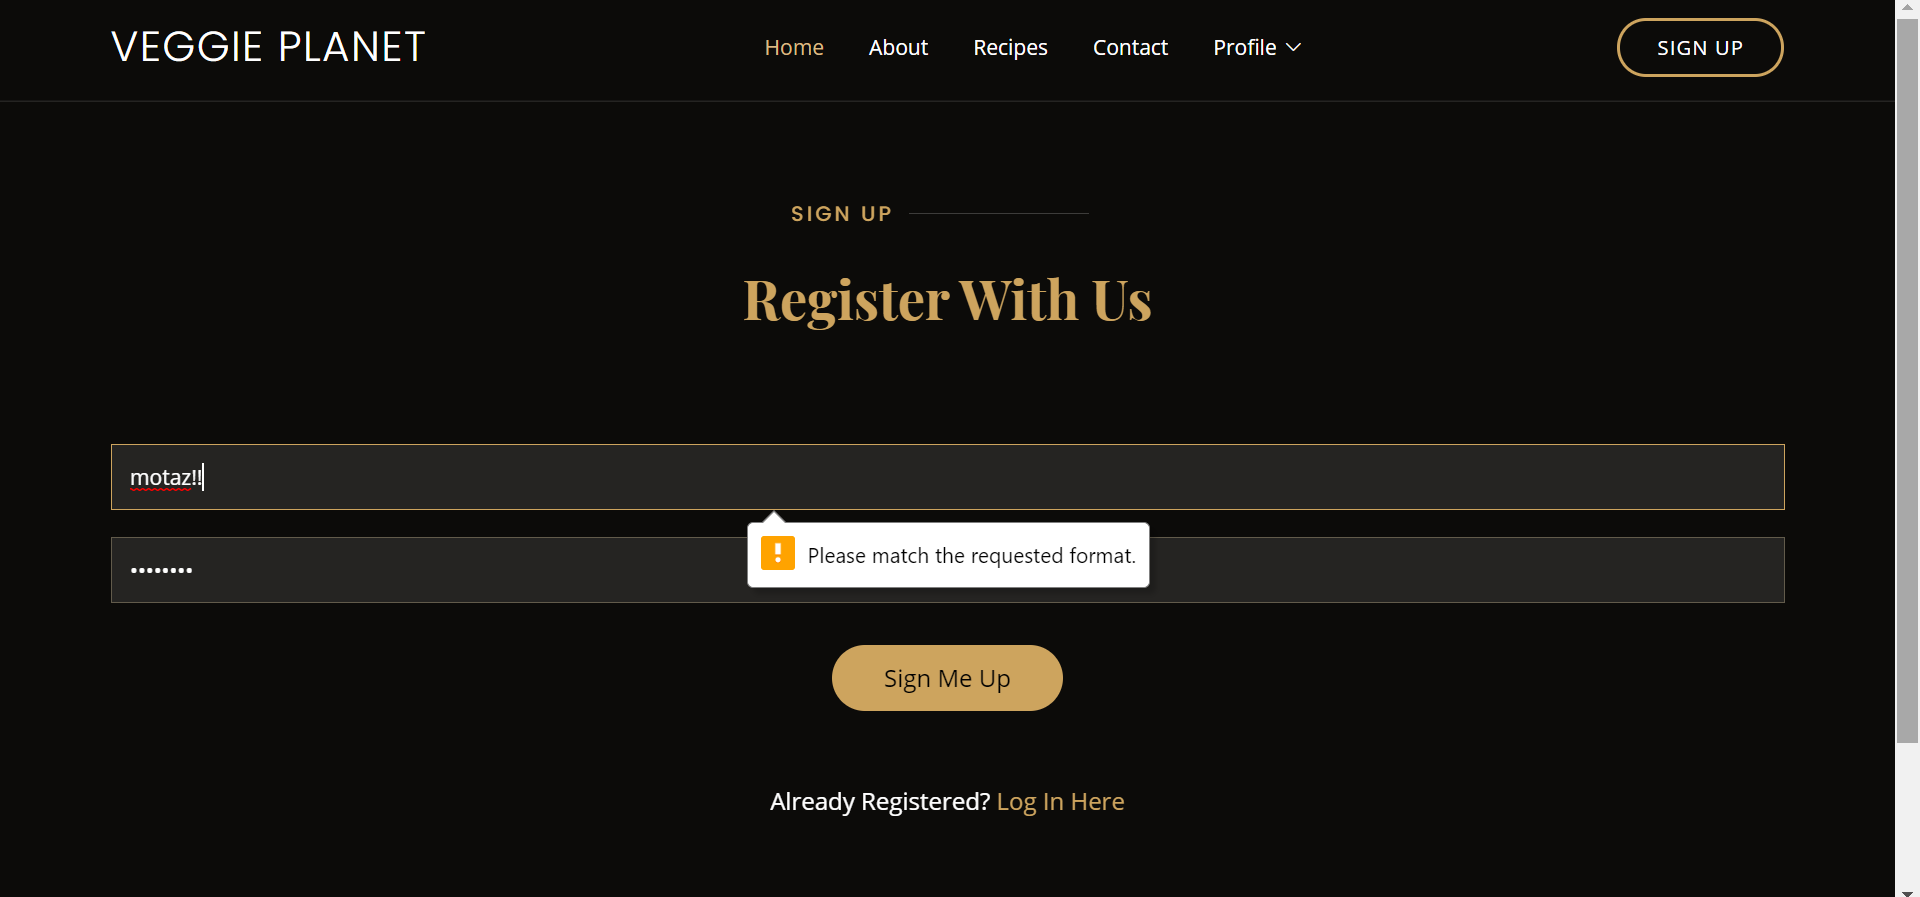 VEGGIE PLANET
Home About Recipes Contact Profile
SIGN UP
SIGN UP
Register With Us
motaz!!
Please match the requested format.
••••••••
Sign Me Up
Already Registered? Log In Here